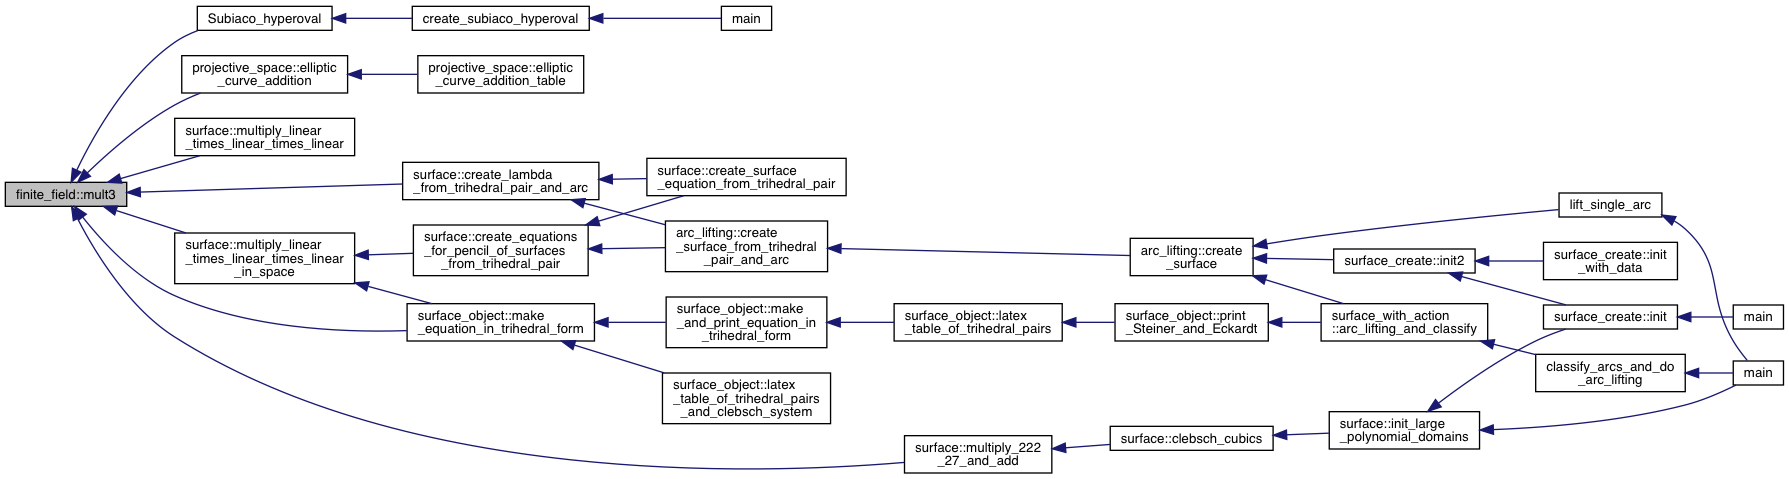 finite_field::mult3
Subiaco_hyperoval
create_subiaco_hyperoval
main
projective_space::elliptic
_curve_addition
projective_space::elliptic
_curve_addition_table
surface::multiply_linear
_times_linear_times_linear
surface::create_lambda
_from_trihedral_pair_and_arc
surface::create_surface
_equation_from_trihedral_pair
surface::multiply_linear
_times_linear_times_linear
_in_space
surface::create_equations
_for_pencil_of_surfaces
_from_trihedral_pair
arc_lifting::create
_surface_from_trihedral
_pair_and_arc
arc_lifting::create
_surface
lift_single_arc
surface_create::init2
surface_create::init
_with_data
surface_object::make
_equation_in_trihedral_form
surface_object::make
_and_print_equation_in
_trihedral_form
surface_object::latex
_table_of_trihedral_pairs
surface_object::print
_Steiner_and_Eckardt
surface_with_action
::arc_lifting_and_classify
surface_create::init
main
classify_arcs_and_do
_arc_lifting
main
surface_object::latex
_table_of_trihedral_pairs
_and_clebsch_system
surface::multiply_222
_27_and_add
surface::clebsch_cubics
surface::init_large
_polynomial_domains